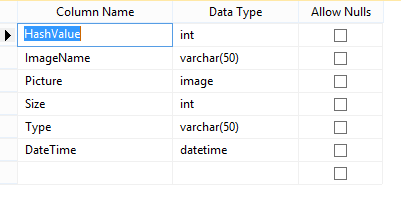 Column Name Data Type Allow Nulls
HashValue int
ImageName varchar(50)
Picture image
Size int
Type varchar(50)
DateTime datetime